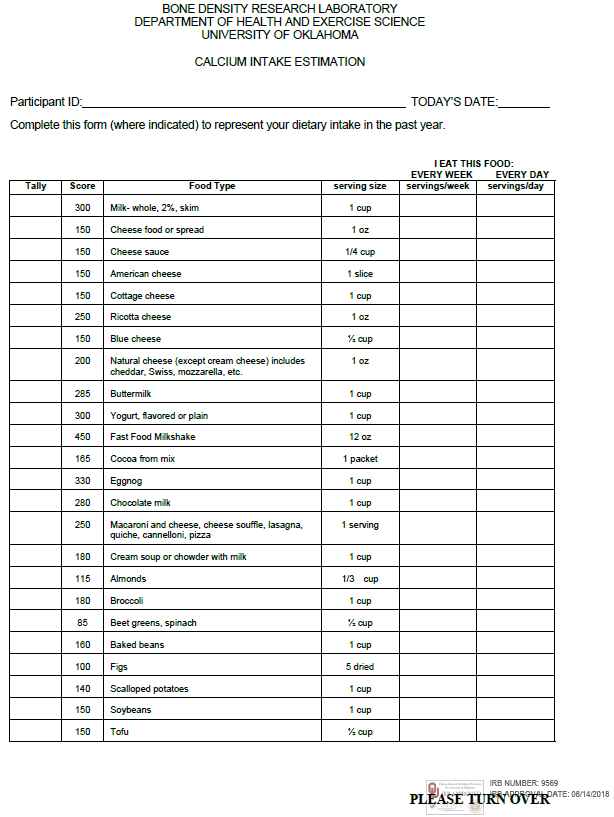 BONE DENSITY RESEARCH LABORATORY
DEPARTMENT OF HEALTH AND EXERCISE SCIENCE
UNIVERSITY OF OKLAHOMA
CALCIUM INTAKE ESTIMATION
Participant ID:________ TODAY'S DATE:________
Complete this form (where indicated) to represent your dietary intake in the past year.
I EAT THIS FOOD:
EVERY WEEK EVERY DAY
Tally Score Food Type serving size servings/week servings/day
300 Milk- whole, 2%, skim 1 cup
150 Cheese food or spread 1 oz
150 Cheese sauce 1/4 cup
150 American cheese 1 slice
150 Cottage cheese 1 cup
250 Ricotta cheese 1 oz
150 Blue cheese ½ cup
200 Natural cheese (except cream cheese) includes 1 oz
cheddar, Swiss, mozzarella, etc.
285 Buttermilk 1 cup
300 Yogurt, flavored or plain 1 cup
450 Fast Food Milkshake 12 oz
165 Cocoa from mix 1 packet
330 Eggnog 1 cup
280 Chocolate milk 1 cup
250 Macaroni and cheese, cheese souffle, lasagna, 1 serving
quiche, cannelloni, pizza
180 Cream soup or chowder with milk 1 cup
115 Almonds 1/3 cup
180 Broccoli 1 cup
85 Beet greens, spinach ½ cup
160 Baked beans 1 cup
100 Figs 5 dried
140 Scalloped potatoes 1 cup
150 Soybeans 1 cup
150 Tofu ½ cup
IRB NUMBER: 9569
IRB APPROVAL DATE: 08/14/2018
PLEASE TURN OVER